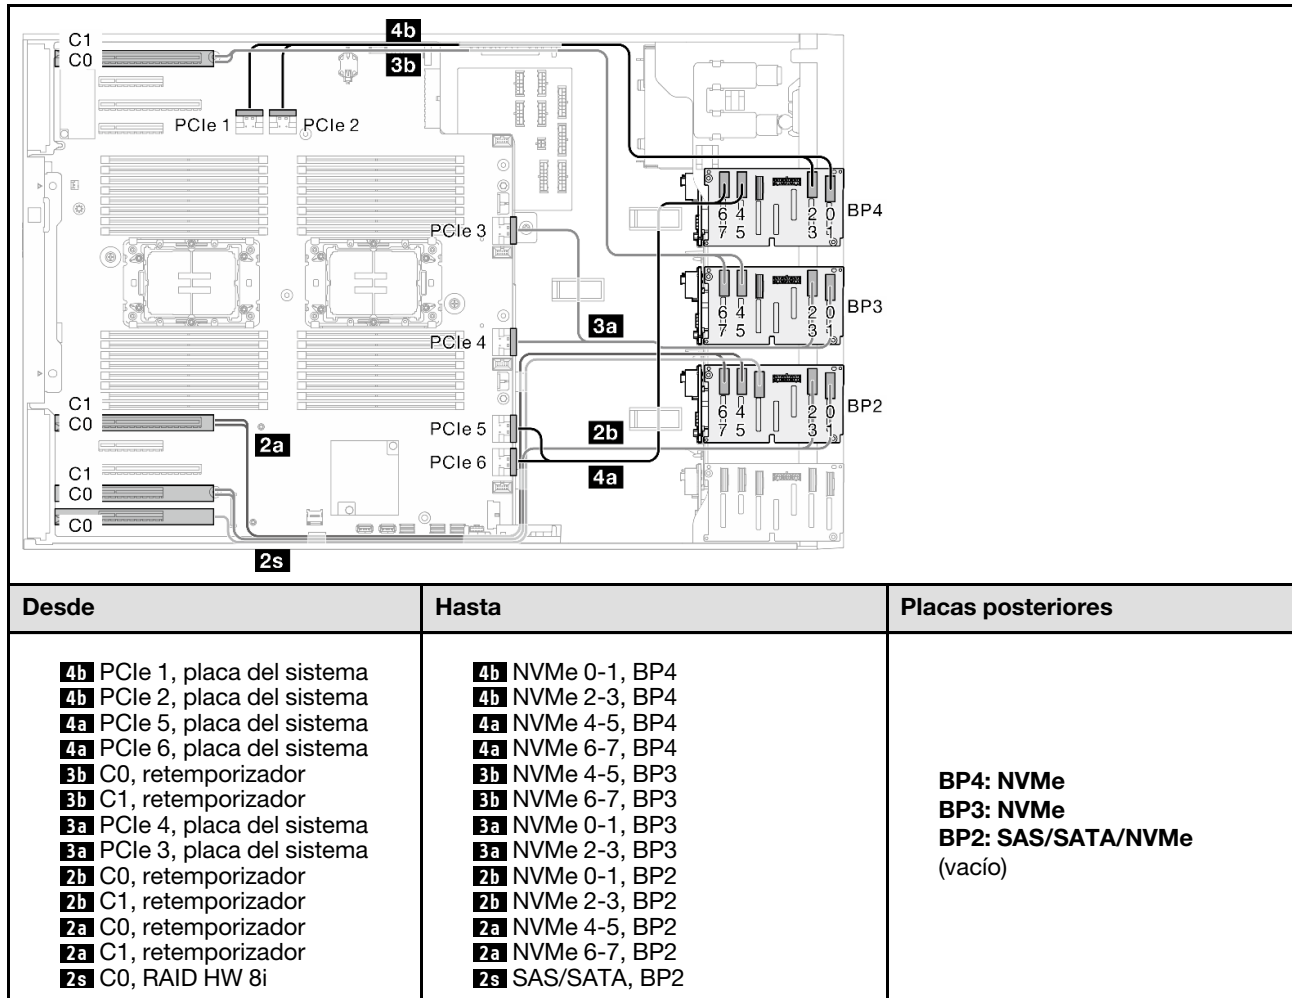 C1
C0
4b
3b
PCIe 1
PCIe 2
6 4 2 0
7 5 3 1
BP4
PCIe 3
6 4 2 0
7 5 3 1
BP3
3a
PCIe 4
C1
C0
2a
6 4 2 0
7 5 3 1
BP2
PCIe 5
2b
PCIe 6
4a
C1
C0
C0
2s
Desde Hasta Placas posteriores
4b PCIe 1, placa del sistema
4b PCIe 2, placa del sistema
4a PCIe 5, placa del sistema
4a PCIe 6, placa del sistema
3b C0, retemporizador
3b C1, retemporizador
3a PCIe 4, placa del sistema
3a PCIe 3, placa del sistema
2b C0, retemporizador
2b C1, retemporizador
2a C0, retemporizador
2a C1, retemporizador
2s C0, RAID HW 8i
4b NVMe 0-1, BP4
4b NVMe 2-3, BP4
4a NVMe 4-5, BP4
4a NVMe 6-7, BP4
3b NVMe 4-5, BP3
3b NVMe 6-7, BP3
3a NVMe 0-1, BP3
3a NVMe 2-3, BP3
2b NVMe 0-1, BP2
2b NVMe 2-3, BP2
2a NVMe 4-5, BP2
2a NVMe 6-7, BP2
2s SAS/SATA, BP2
BP4: NVMe
BP3: NVMe
BP2: SAS/SATA/NVMe
(vacío)